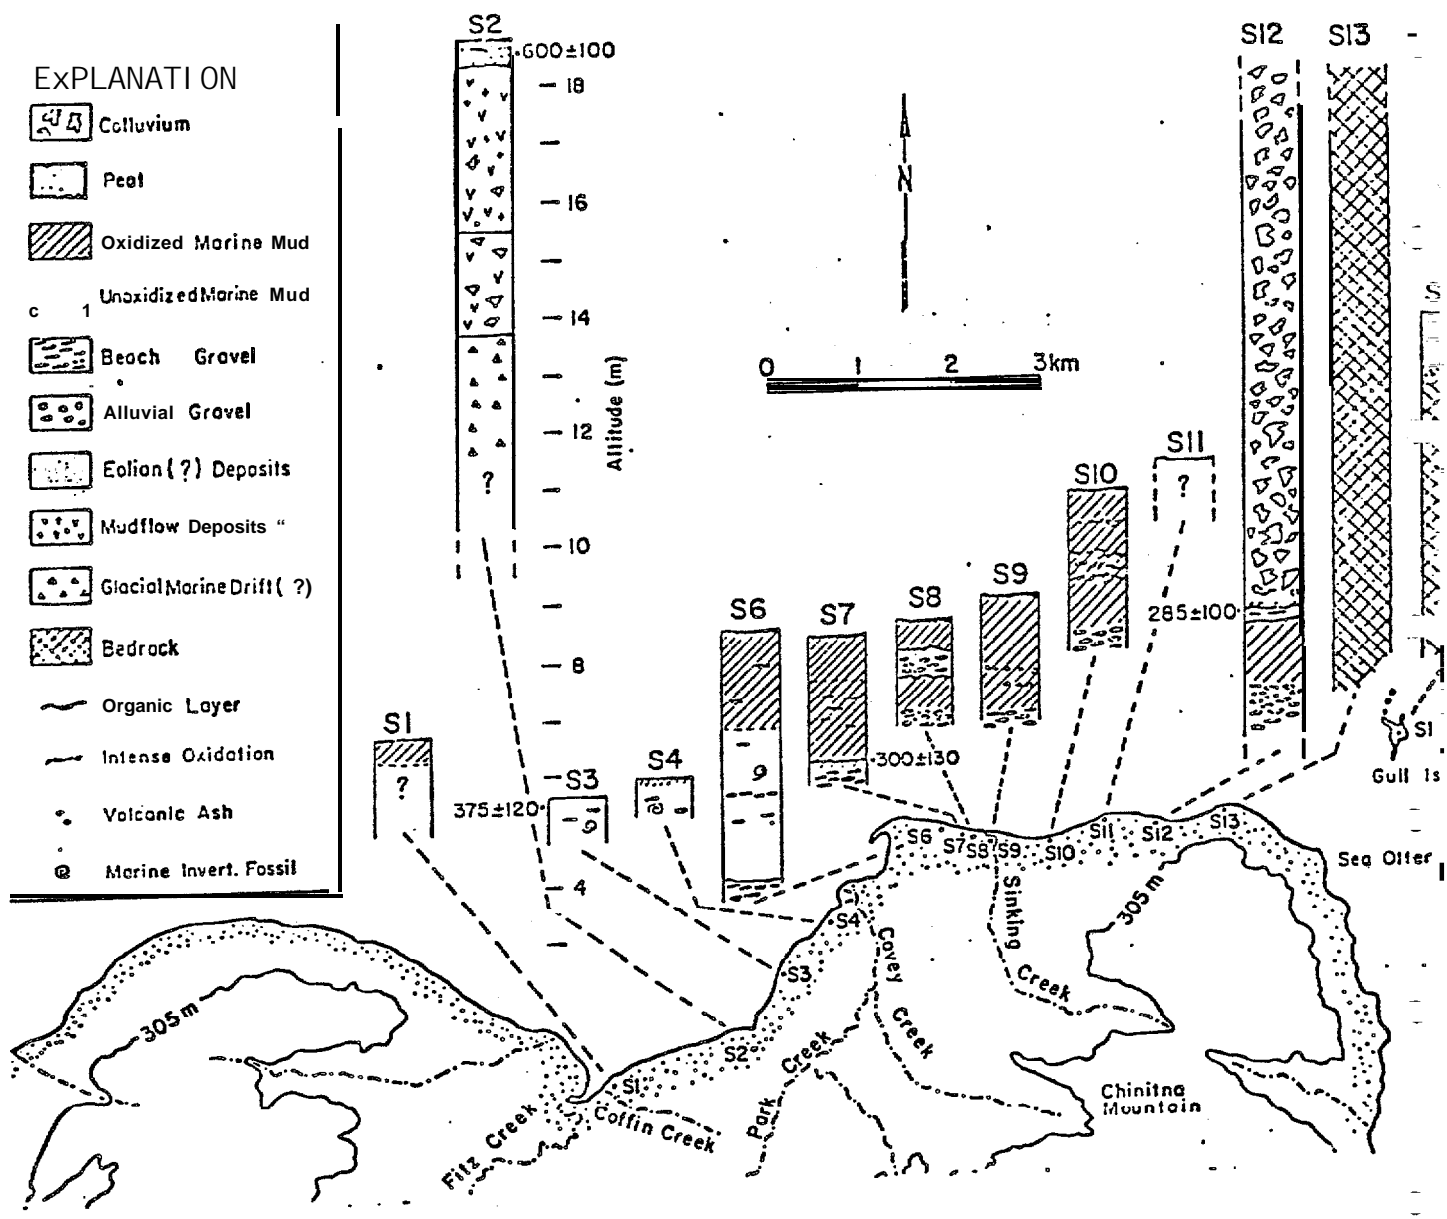 ExPLANATION
Colluvium
Peat
Oxidized Marine Mud
Unoxidized Marine Mud
c 1
Beach Gravel
Alluvial Gravel
Eolian (?) Deposits
Mudflow Deposits "
Glacial Marine Drift ( ?)
Bedrock
Organic Layer
Intense Oxidation
Volcanic Ash
Marine Invert. Fossil
S2
600±100
18
16
14
12
10
8
4
Altitude (m)
?
N
0 1 2 3km
S12
S13
S
S11
?
S10
S9
S8
S7
S6
285±100
300±130
S1
?
S3
375±120
S4
S1
Gull Is
Sea Otter
S6
S7
S8
S9
S10
S11
S12
S13
S4
S3
S2
S1
305 m
305 m
Covey Creek
Sinking Creek
Park Creek
Coffin Creek
Fitz Creek
Chinitna
Mountain